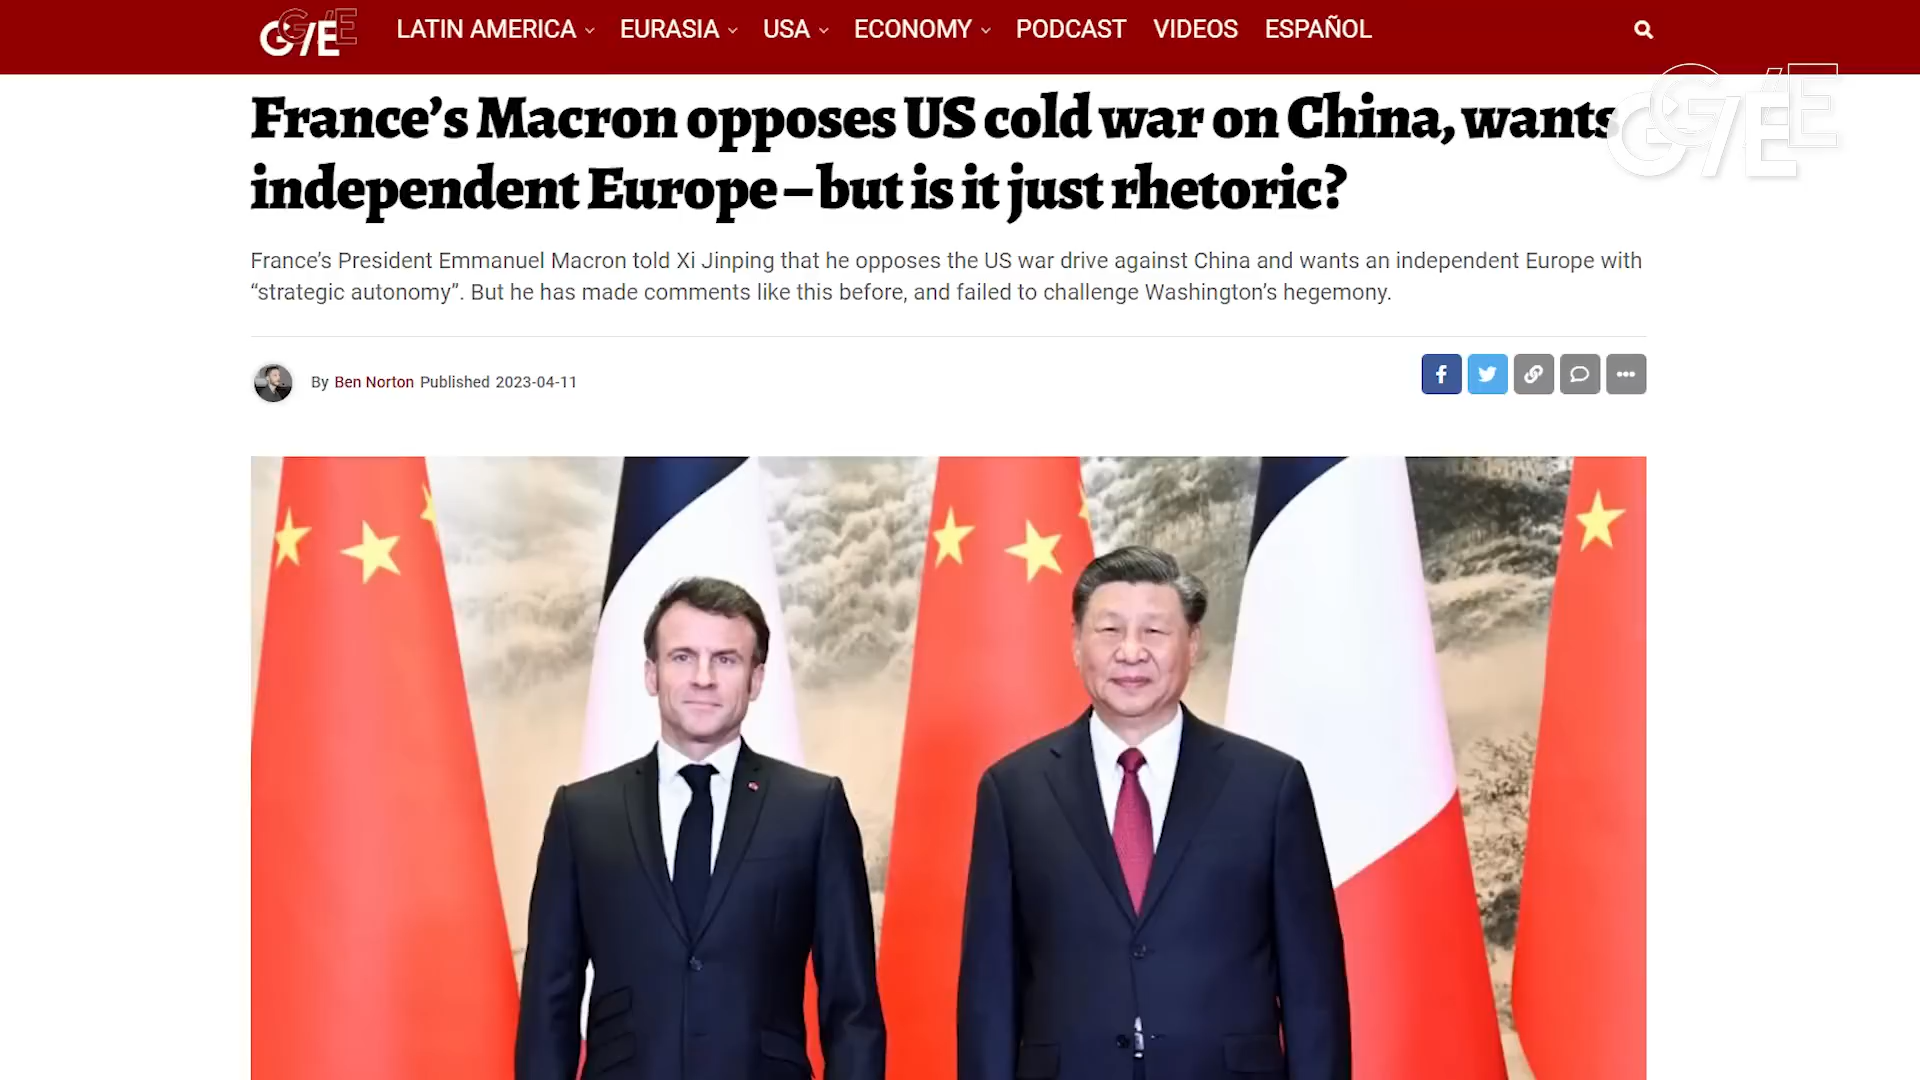 G/E
LATIN AMERICA EURASIA USA ECONOMY PODCAST VIDEOS ESPAÑOL
G/E
France’s Macron opposes US cold war on China, wants
independent Europe – but is it just rhetoric?
France’s President Emmanuel Macron told Xi Jinping that he opposes the US war drive against China and wants an independent Europe with
“strategic autonomy”. But he has made comments like this before, and failed to challenge Washington’s hegemony.
By Ben Norton Published 2023-04-11